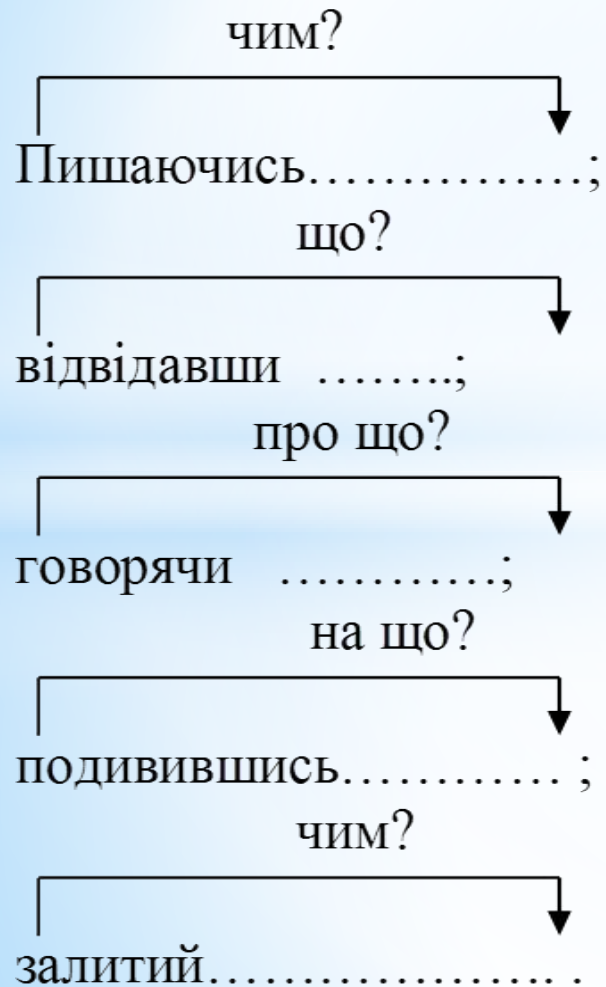 чим?
Пишаючись……………;
що?
відвідавши ……..;
про що?
говорячи …………;
на що?
подивившись………… ;
чим?
залитий……………… .